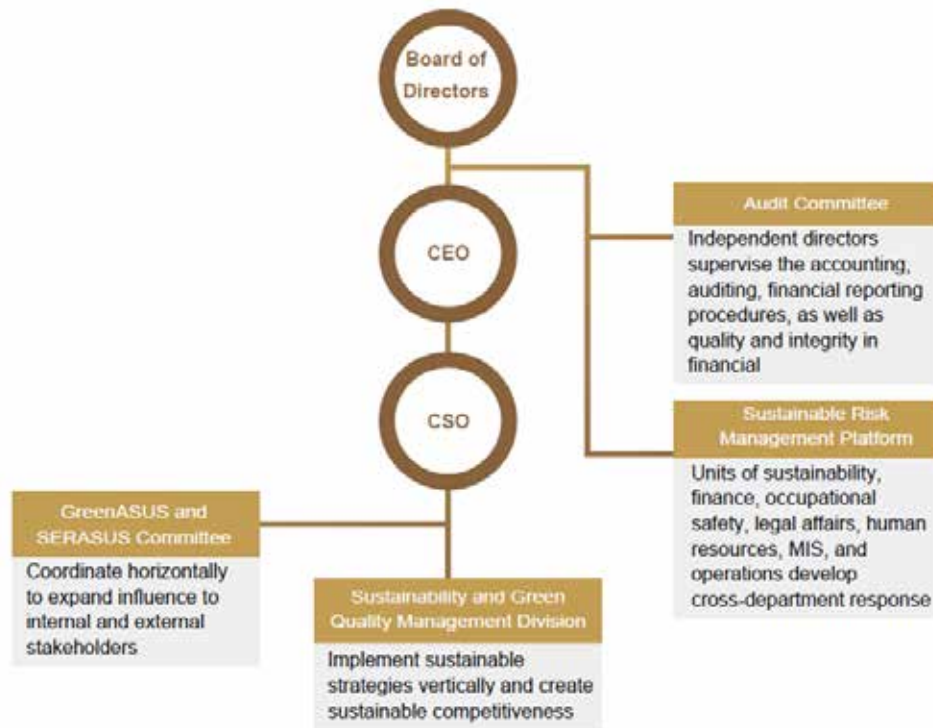 Board of
Directors
CEO
CSO
Audit Committee
Independent directors
supervise the accounting,
auditing, financial reporting
procedures, as well as
quality and integrity in
financial
Sustainable Risk
Management Platform
Units of sustainability,
finance, occupational
safety, legal affairs, human
resources, MIS, and
operations develop
cross-department response
GreenASUS and
SERASUS Committee
Coordinate horizontally
to expand influence to
internal and external
stakeholders
Sustainability and Green
Quality Management Division
Implement sustainable
strategies vertically and create
sustainable competitiveness